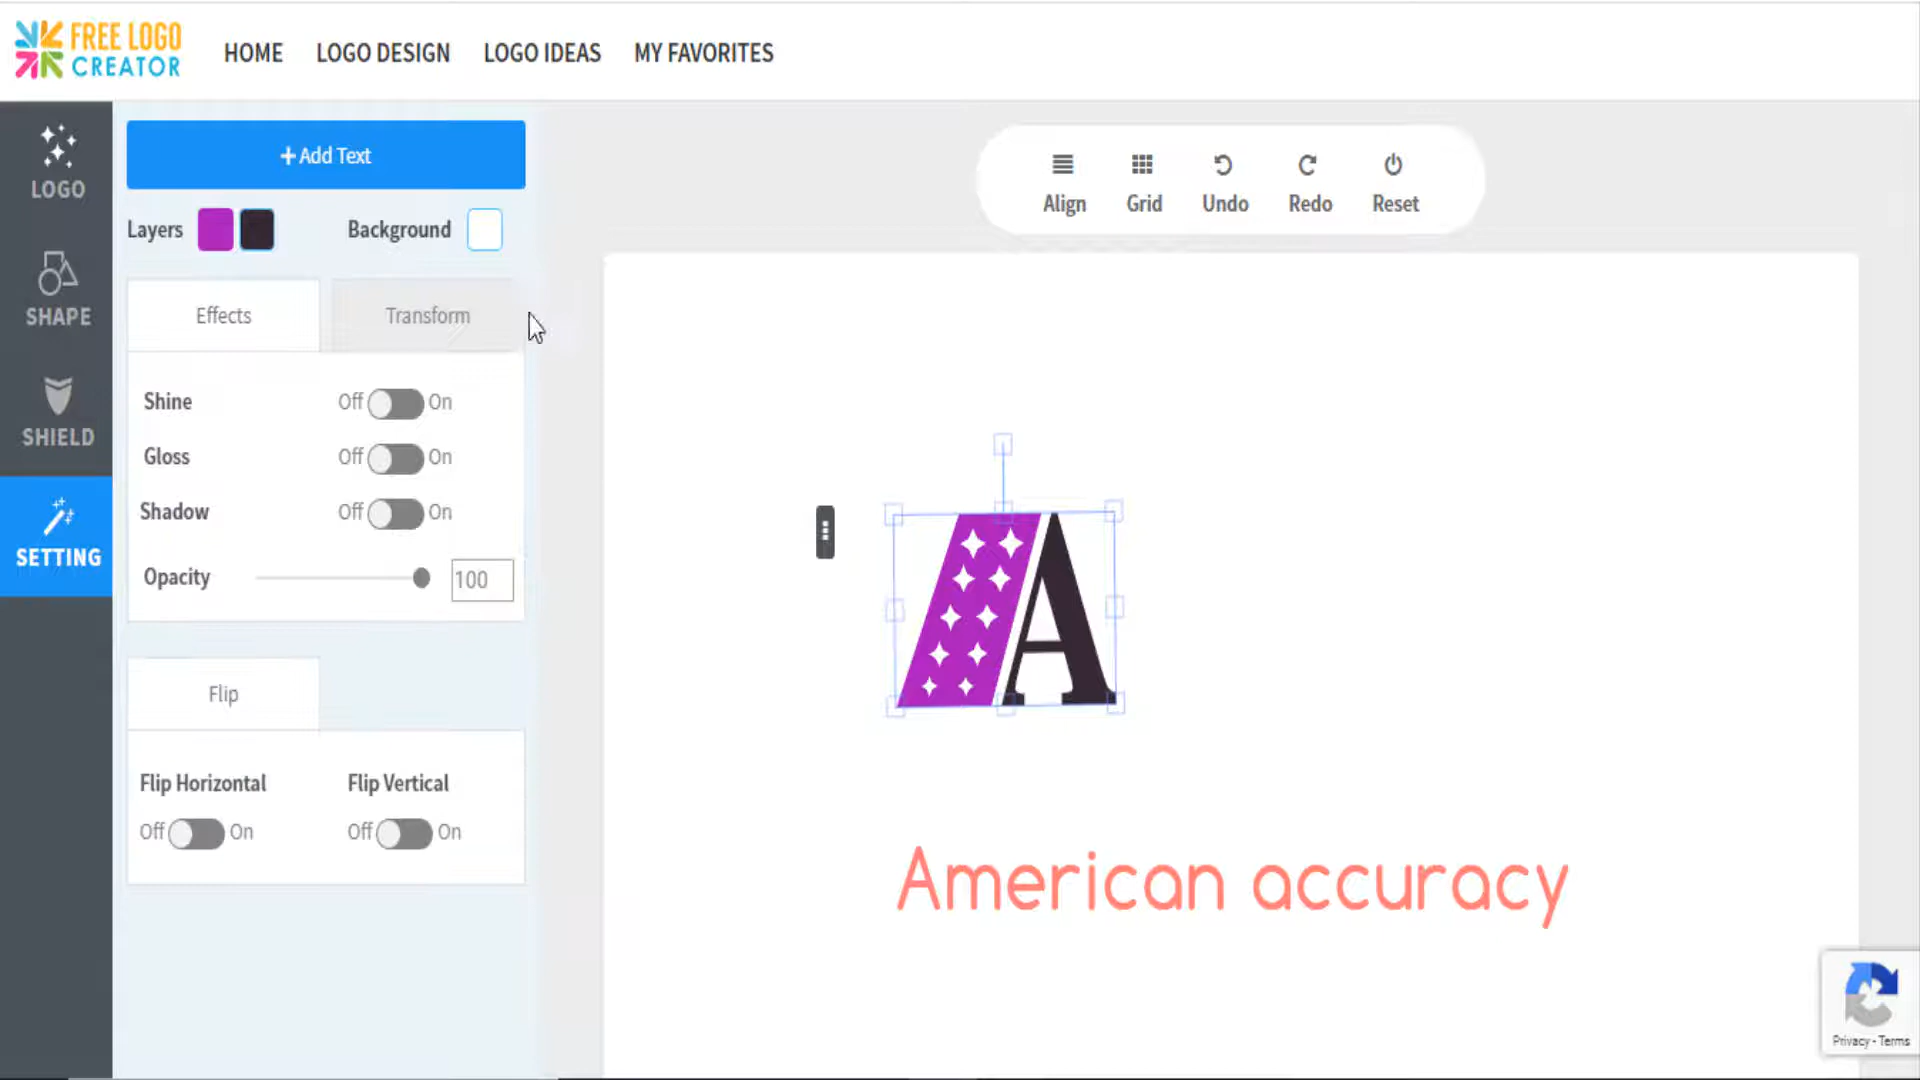 FREE LOGO
CREATOR
HOME
LOGO DESIGN
LOGO IDEAS
MY FAVORITES
LOGO
SHAPE
SHIELD
SETTING
+ Add Text
Layers
Background
Effects
Transform
Shine
Off
On
Gloss
Off
On
Shadow
Off
On
Opacity
100
Flip
Flip Horizontal
Flip Vertical
Off
On
Off
On
Align
Grid
Undo
Redo
Reset
A
American accuracy
Privacy - Terms